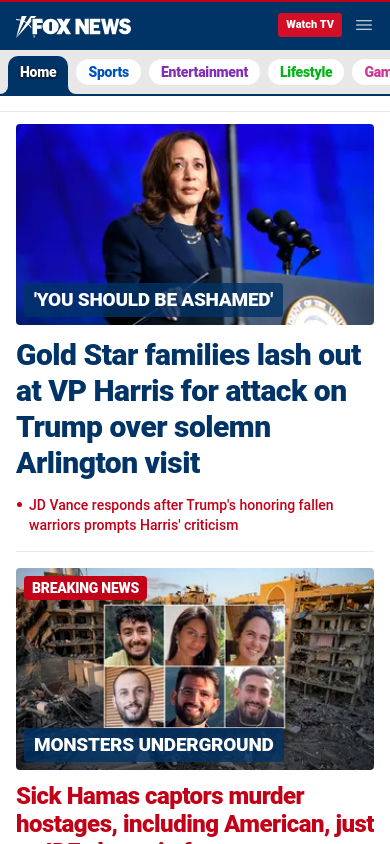 FOX NEWS
Watch TV
Home
Sports
Entertainment
Lifestyle
'YOU SHOULD BE ASHAMED'
Gold Star families lash out
at VP Harris for attack on
Trump over solemn
Arlington visit
• JD Vance responds after Trump's honoring fallen
warriors prompts Harris' criticism
BREAKING NEWS
MONSTERS UNDERGROUND
Sick Hamas captors murder
hostages, including American, just